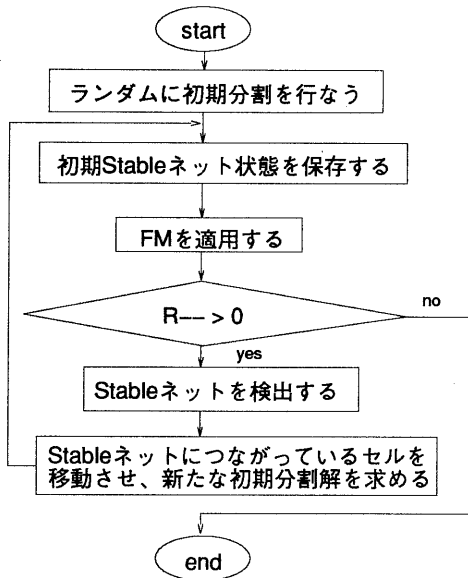 start
ランダムに初期分割を行なう
初期Stableネット状態を保存する
FMを適用する
R-- > 0
no
yes
Stableネットを検出する
Stableネットにつながっているセルを
移動させ、新たな初期分割解を求める
end